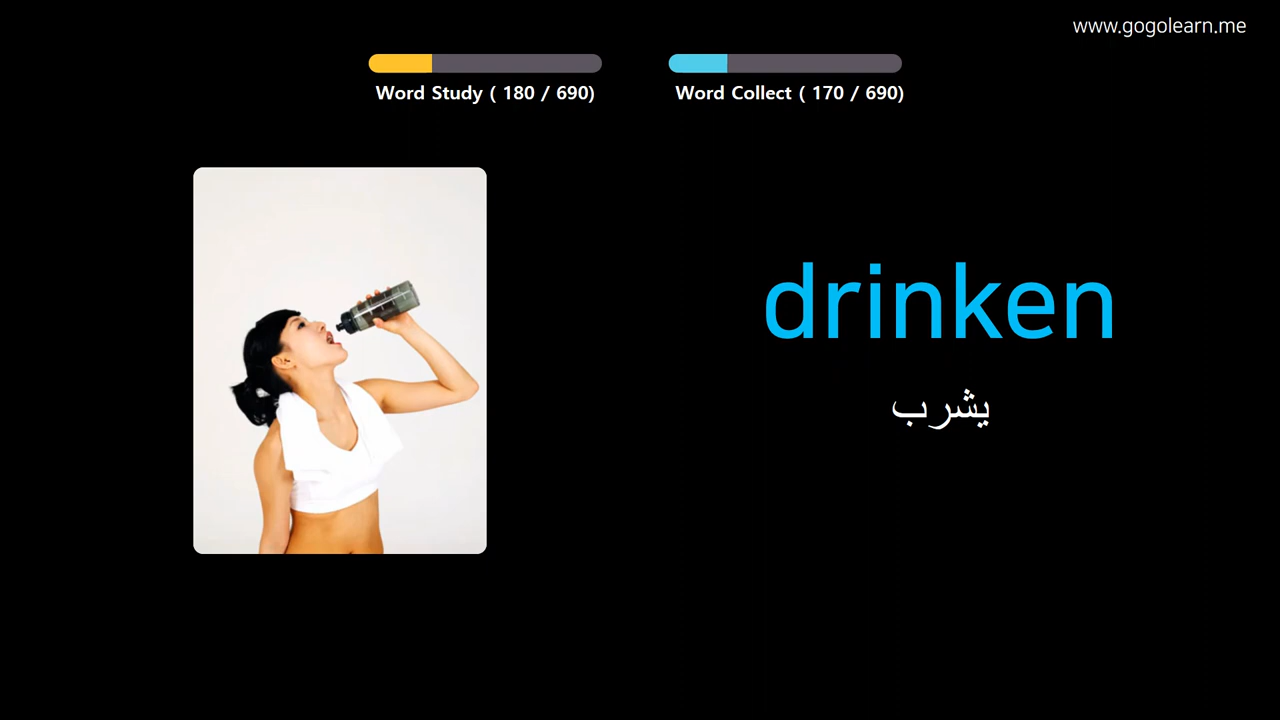 www.gogolearn.me
Word Study ( 180 / 690)
Word Collect ( 170 / 690)
drinken
يشرب